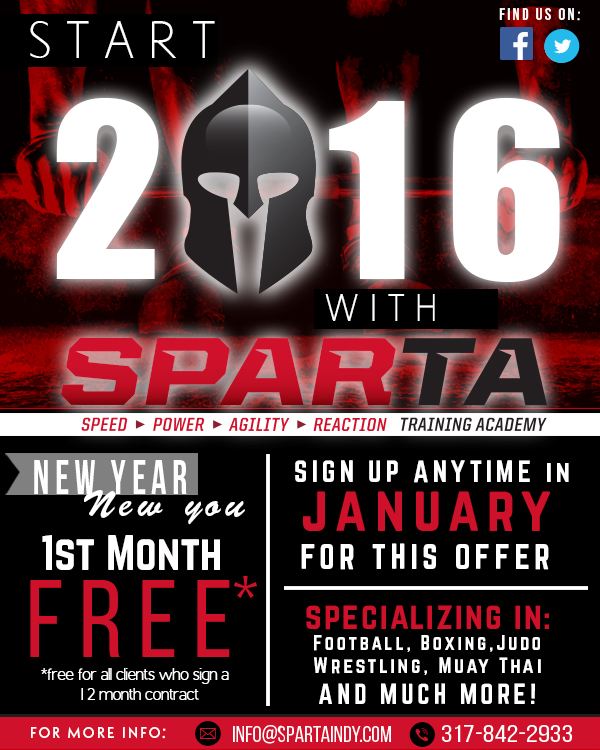 FIND US ON:
START
2016
WITH
SPARTA
SPEED ▸ POWER ▸ AGILITY ▸ REACTION TRAINING ACADEMY
NEW YEAR
New you
1ST MONTH
FREE*
*free for all clients who sign a
12 month contract
SIGN UP ANYTIME IN
JANUARY
FOR THIS OFFER
SPECIALIZING IN:
FOOTBALL, BOXING,JUDO
WRESTLING, MUAY THAI
AND MUCH MORE!
FOR MORE INFO: INFO@SPARTAINDY.COM 317-842-2933